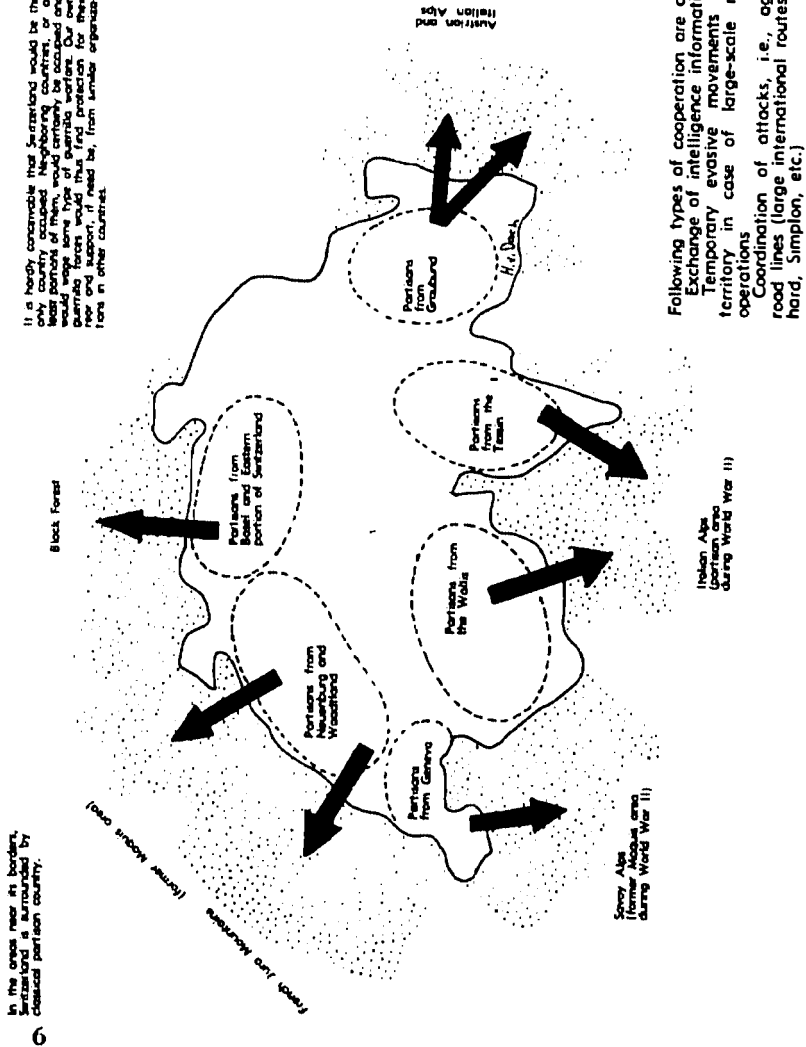 In the areas near its borders,
Switzerland is surrounded by
classical partisan country.
It is hardly conceivable that Switzerland would be the
only country occupied. Neighboring countries, or a
least portions of them, would certainly be occupied and
would wage some type of guerrilla warfare. Our own
guerrilla forces would thus find protection for their
rear and support, if need be, from similar organiza-
tions in other countries.
French Jura Mountains (former Maquis area)
Black Forest
Partisans from
Basel and Eastern
portion of Switzerland
Partisans from
Neuenburg and
Waadtland
Partisans
from Geneva
Partisans from
the Wallis
Partisans
from the
Tessin
Partisans
from
Graubund
H.v.Dach
Austrian and
Italian Alps
Savoy Alps
(former Maquis area
during World War II)
Italian Alps
(partisan area
during World War II)
Following types of cooperation are
Exchange of intelligence informati
Temporary evasive movements
territory in case of large-scale
operations
Coordination of attacks, i.e., ag
road lines (large international routes
hard, Simplon, etc.)
6